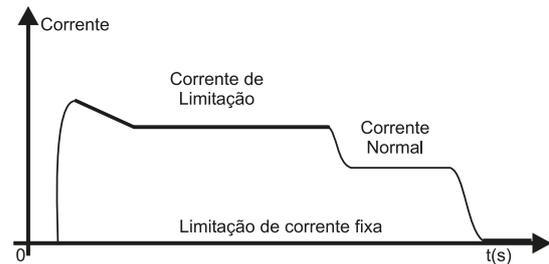 Corrente
Corrente de
Limitação
Corrente
Normal
Limitação de corrente fixa
0
t(s)